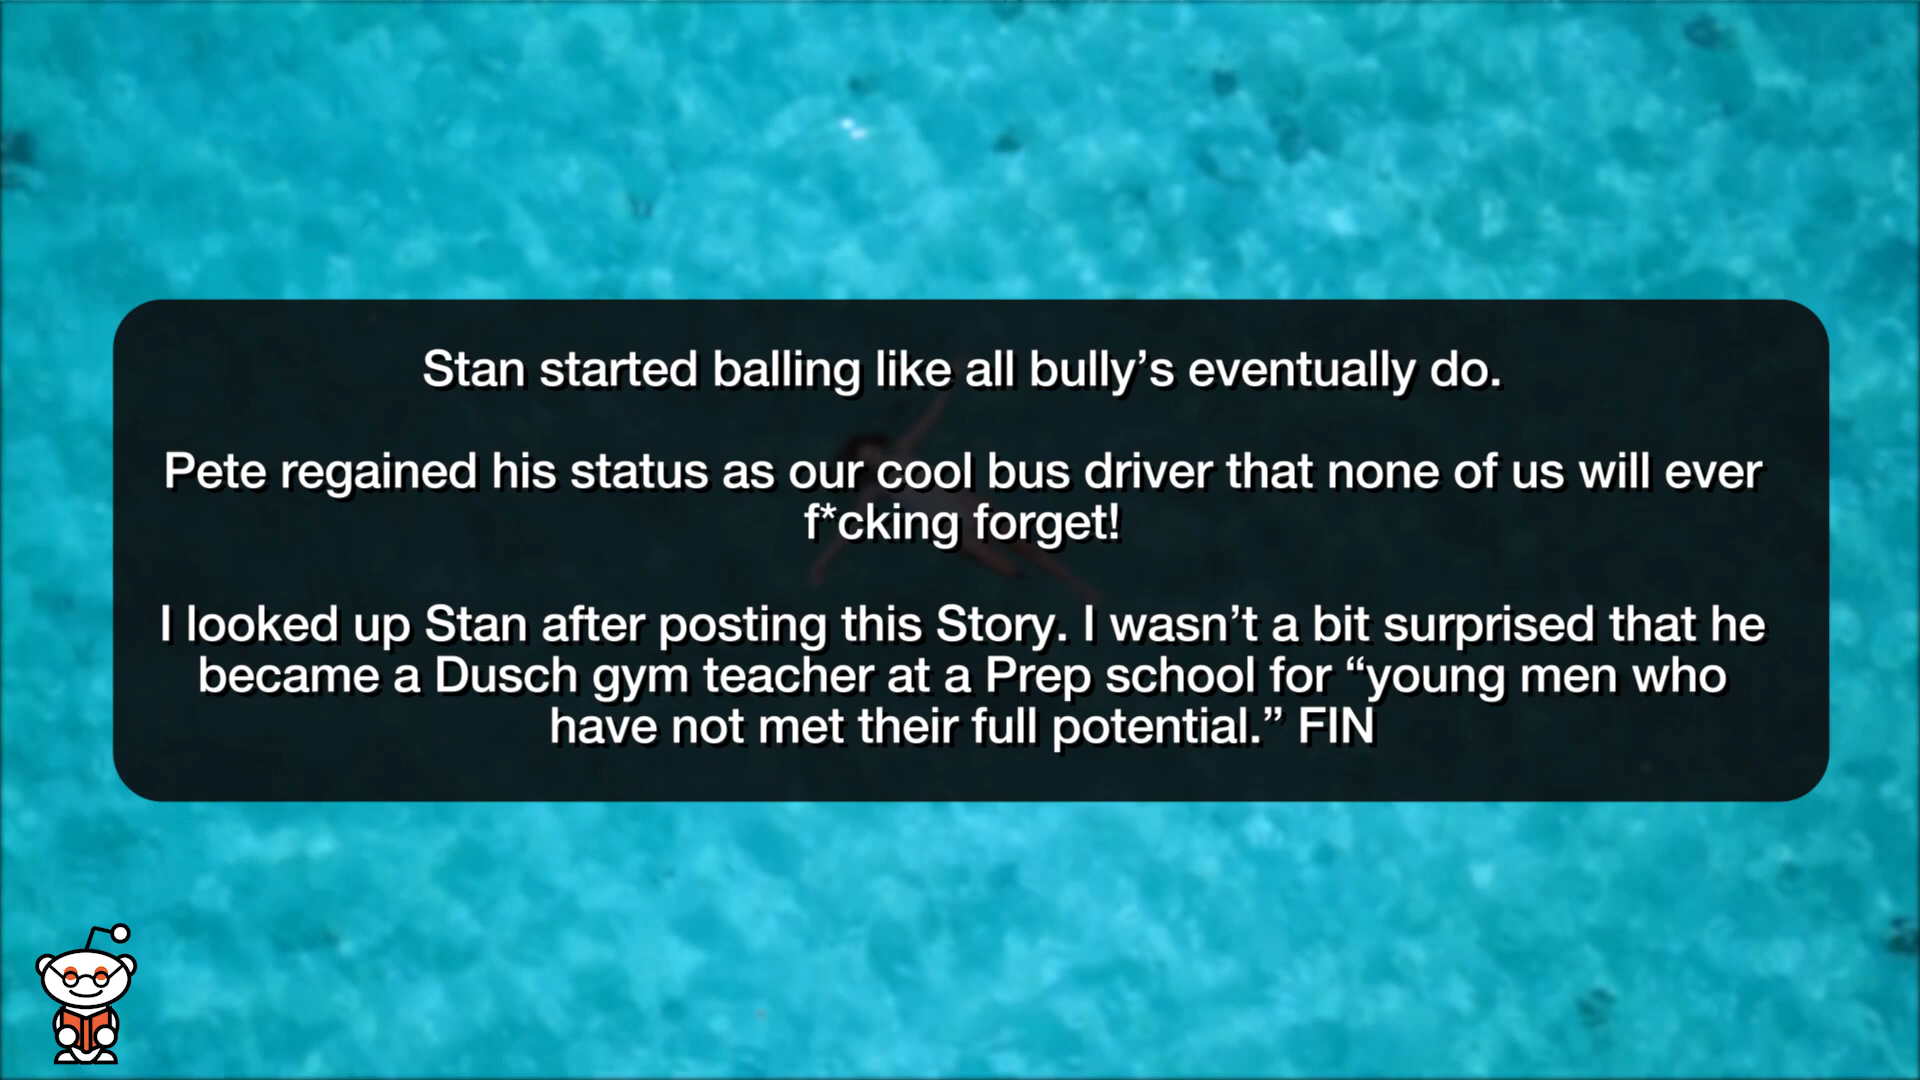 Stan started balling like all bully’s eventually do.
Pete regained his status as our cool bus driver that none of us will ever
f*cking forget!
I looked up Stan after posting this Story. I wasn’t a bit surprised that he
became a Dusch gym teacher at a Prep school for “young men who
have not met their full potential.” FIN